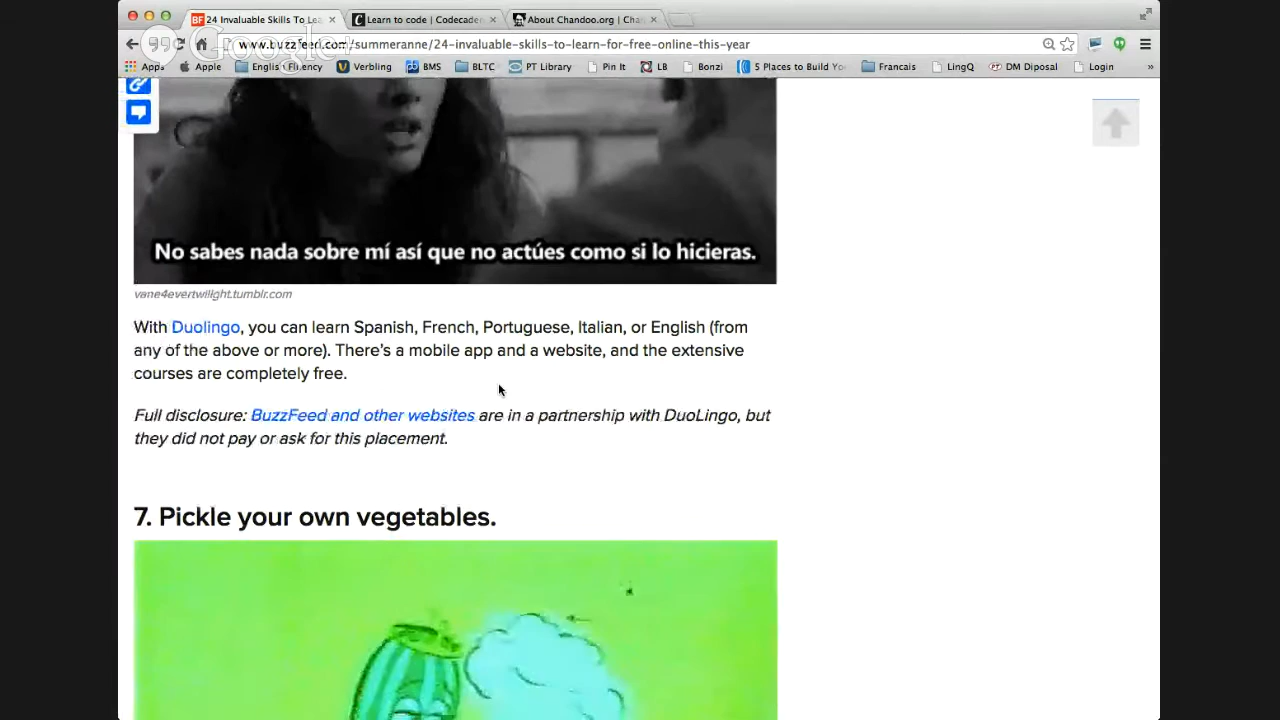 BF 24 Invaluable Skills To Le
Learn to code | Codecaden
About Chandoo.org | Cha
Google+
www.buzzfeed.com/summeranne/24-invaluable-skills-to-learn-for-free-online-this-year
Apps
Apple
English Fluency
Verbling
BMS
BLTC
PT Library
Pin It
LB
Bonzi
5 Places to Build Yo
Francais
LingQ
DM Diposal
Login
»
No sabes nada sobre mí así que no actúes como si lo hicieras.
vane4evertwilight.tumblr.com
With Duolingo, you can learn Spanish, French, Portuguese, Italian, or English (from
any of the above or more). There's a mobile app and a website, and the extensive
courses are completely free.
Full disclosure: BuzzFeed and other websites are in a partnership with DuoLingo, but
they did not pay or ask for this placement.
7. Pickle your own vegetables.